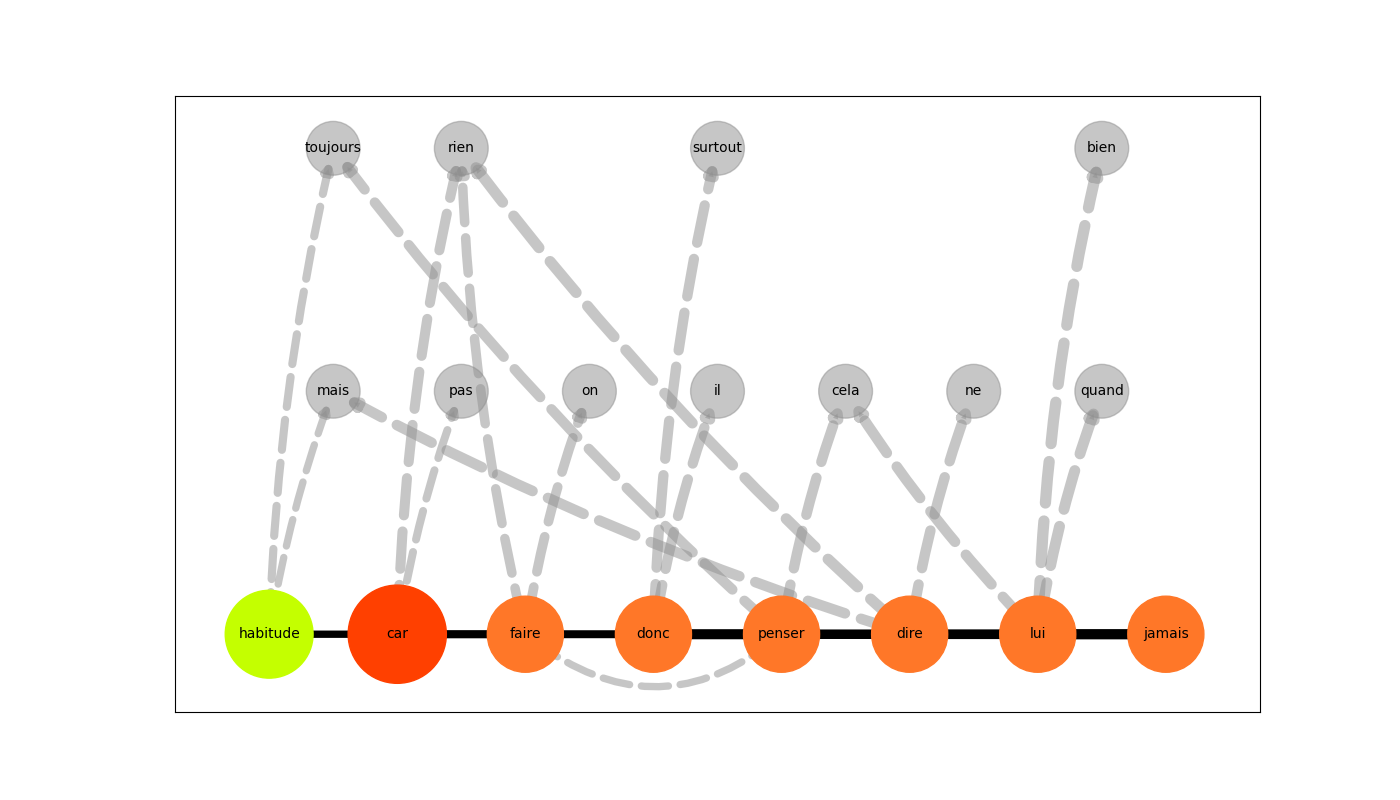 toujours rien surtout bien
mais pas on il cela ne quand
habitude car faire donc penser dire lui jamais